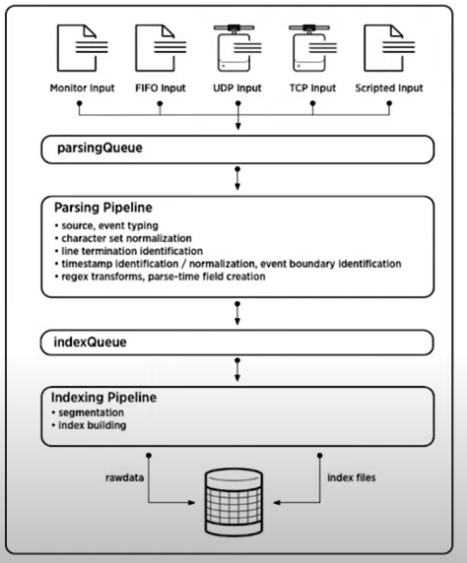 Monitor Input
FIFO Input
UDP Input
TCP Input
Scripted Input
parsingQueue
Parsing Pipeline
• source, event typing
• character set normalization
• line termination identification
• timestamp identification / normalization, event boundary identification
• regex transforms, parse-time field creation
indexQueue
Indexing Pipeline
• segmentation
• index building
rawdata
index files